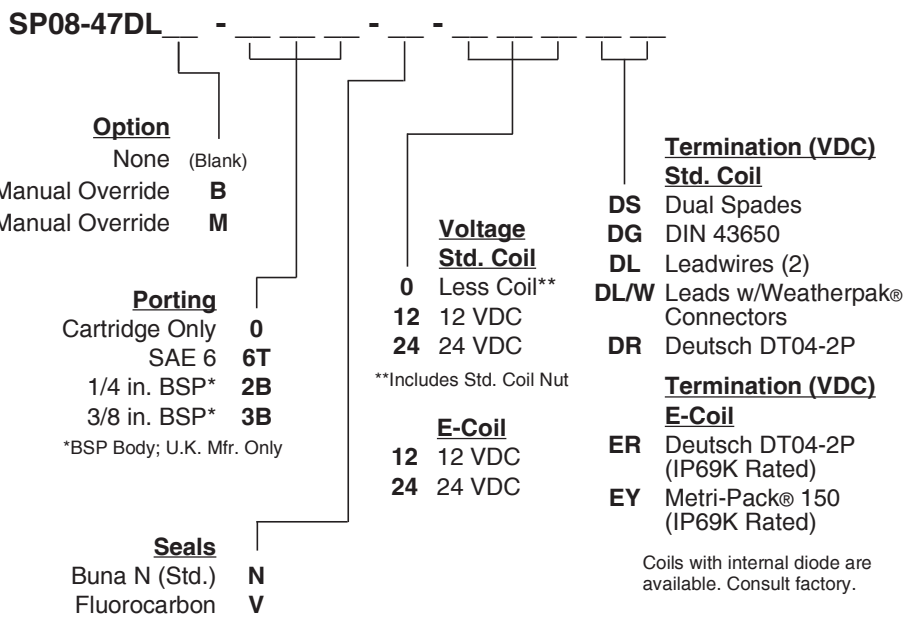 SP08-47DL__ - __ __ __ - __ - __ __ __ __ __
Option
None (Blank)
Manual Override B
Manual Override M
Porting
Cartridge Only 0
SAE 6 6T
1/4 in. BSP* 2B
3/8 in. BSP* 3B
*BSP Body; U.K. Mfr. Only
Seals
Buna N (Std.) N
Fluorocarbon V
Voltage
Std. Coil
0 Less Coil**
12 12 VDC
24 24 VDC
**Includes Std. Coil Nut
E-Coil
12 12 VDC
24 24 VDC
Termination (VDC)
Std. Coil
DS Dual Spades
DG DIN 43650
DL Leadwires (2)
DL/W Leads w/Weatherpak®
Connectors
DR Deutsch DT04-2P
Termination (VDC)
E-Coil
ER Deutsch DT04-2P
(IP69K Rated)
EY Metri-Pack® 150
(IP69K Rated)
Coils with internal diode are
available. Consult factory.